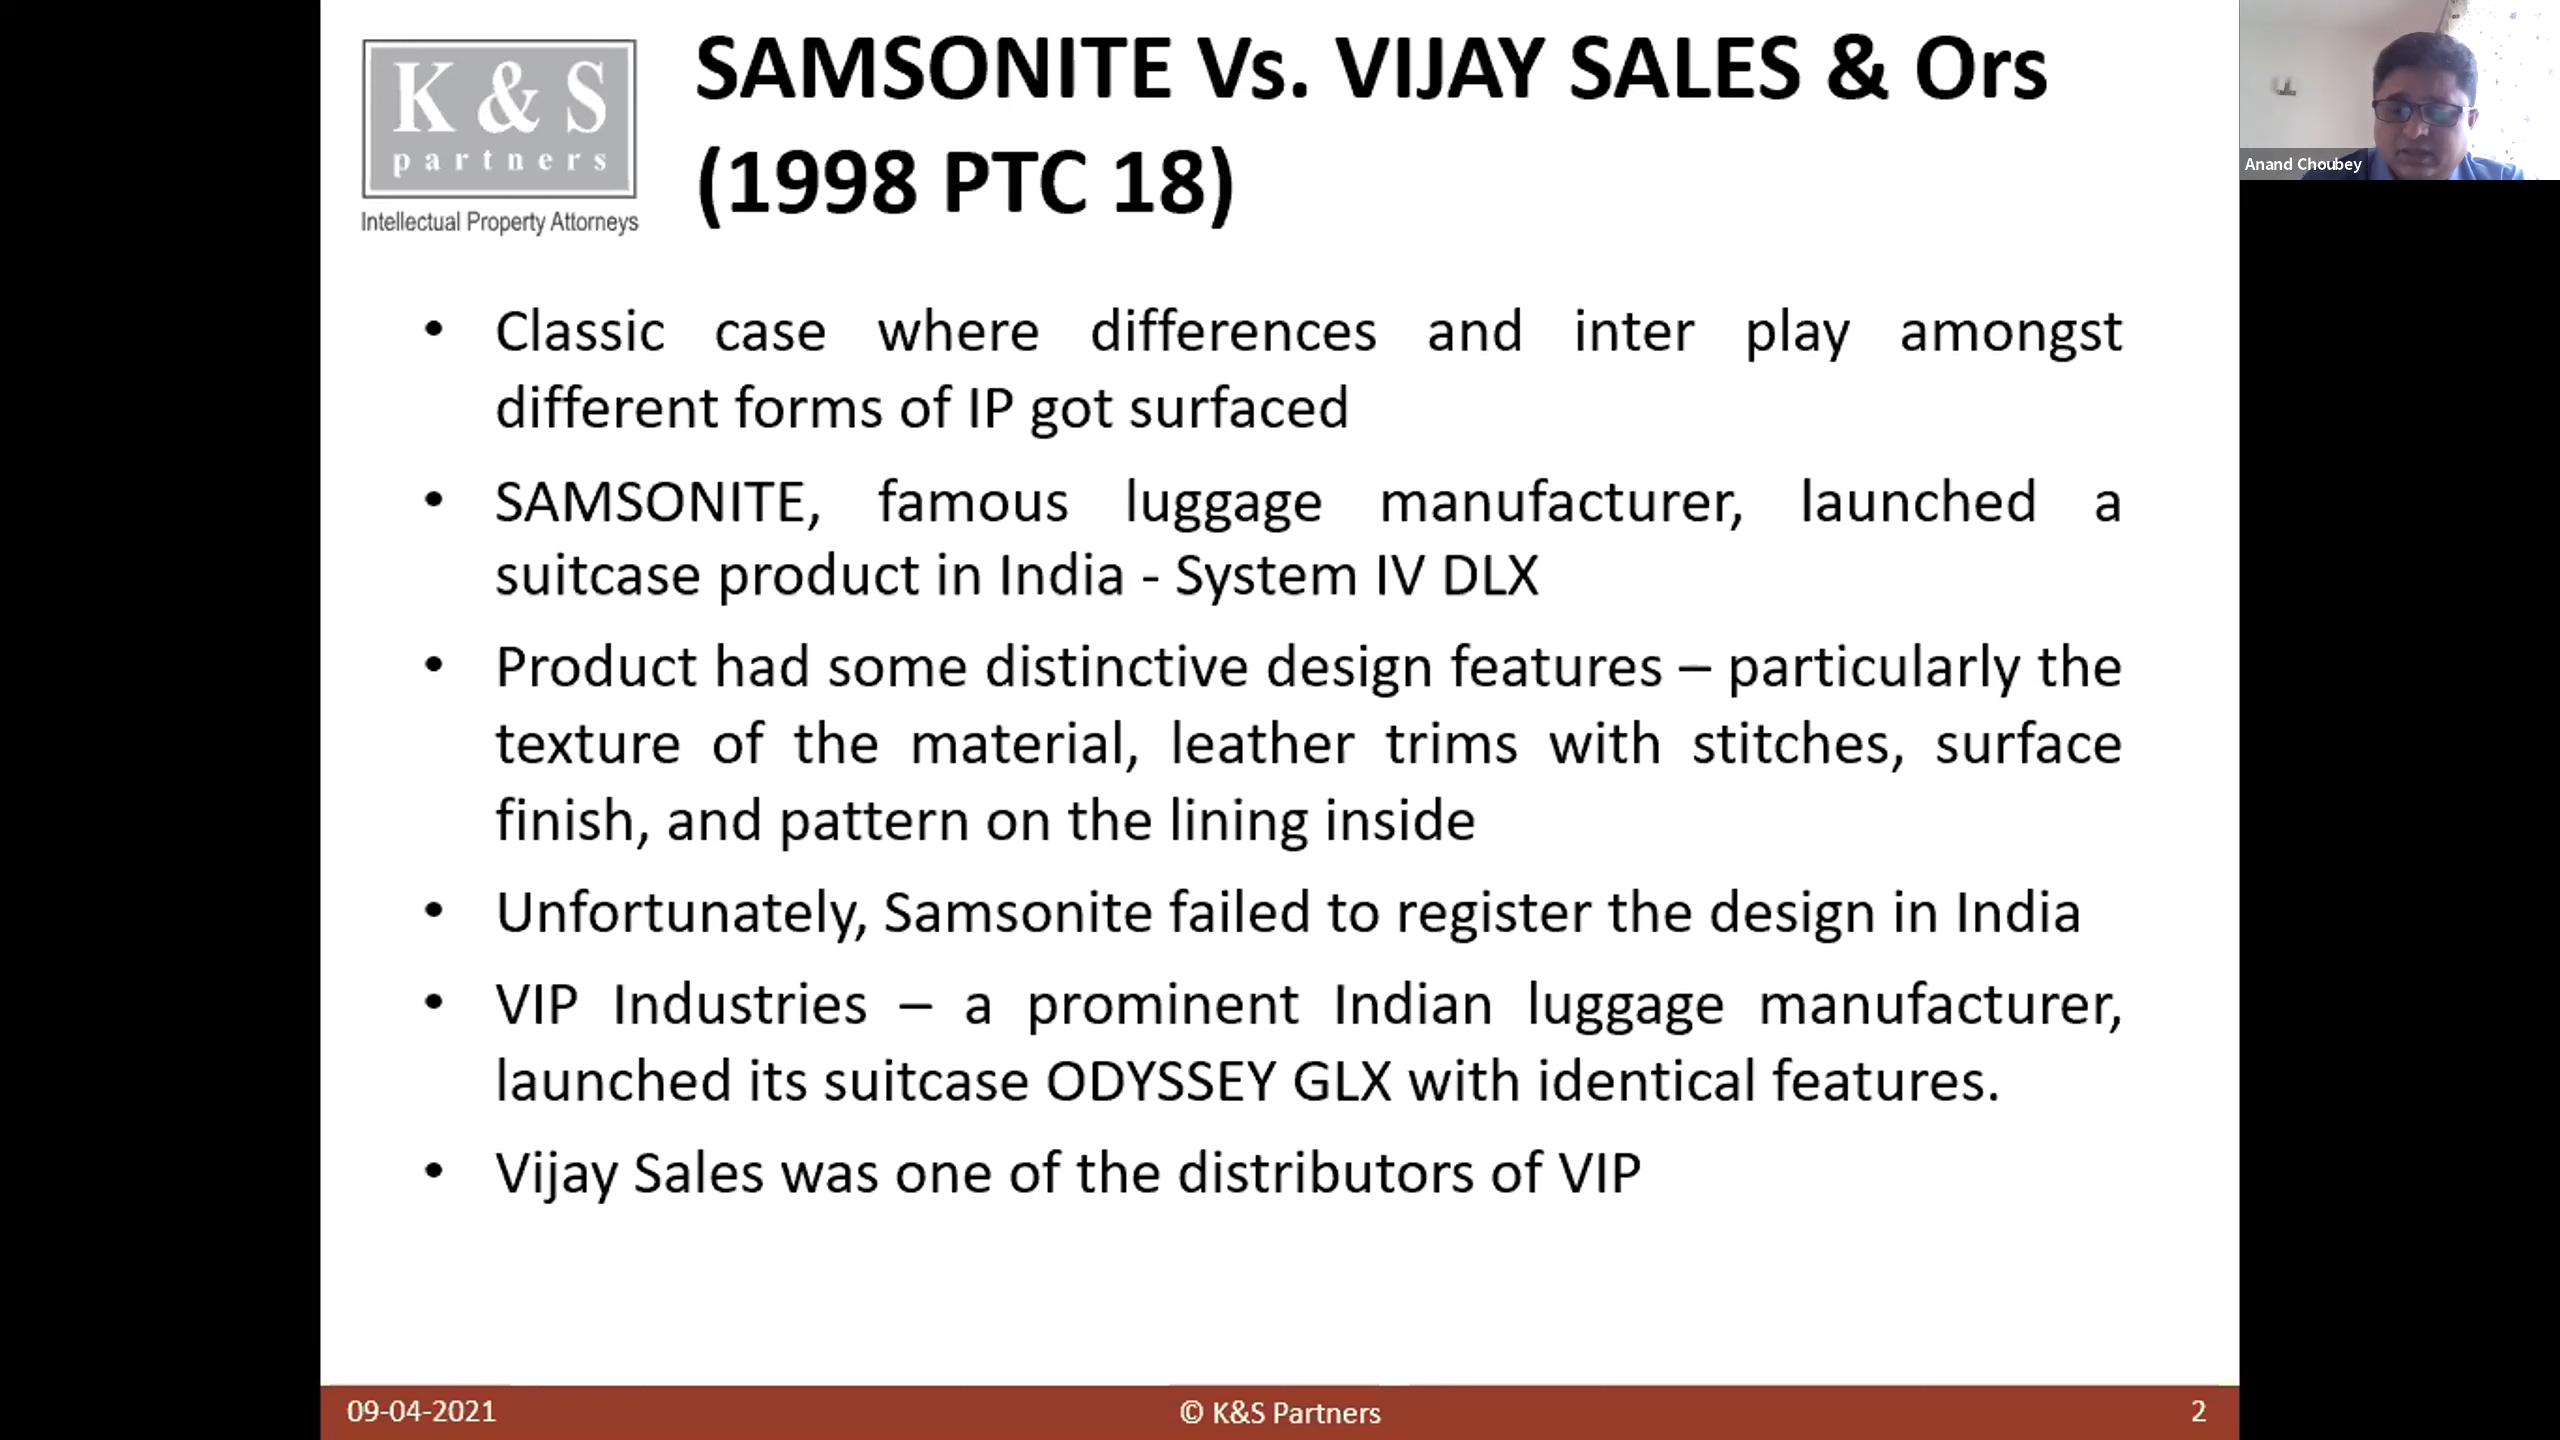 K & S
partners
Intellectual Property Attorneys
SAMSONITE Vs. VIJAY SALES & Ors
(1998 PTC 18)
Anand Choubey
• Classic case where differences and inter play amongst
different forms of IP got surfaced
• SAMSONITE, famous luggage manufacturer, launched a
suitcase product in India - System IV DLX
• Product had some distinctive design features – particularly the
texture of the material, leather trims with stitches, surface
finish, and pattern on the lining inside
• Unfortunately, Samsonite failed to register the design in India
• VIP Industries – a prominent Indian luggage manufacturer,
launched its suitcase ODYSSEY GLX with identical features.
• Vijay Sales was one of the distributors of VIP
09-04-2021
© K&S Partners
2